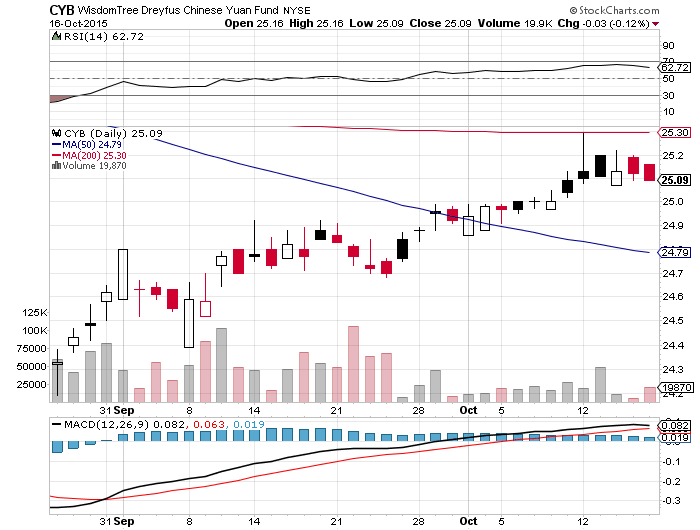 CYB WisdomTree Dreyfus Chinese Yuan Fund NYSE © StockCharts.com
16-Oct-2015 Open 25.16 High 25.16 Low 25.09 Close 25.09 Volume 19.9K Chg -0.03 (-0.12%)
RSI(14) 62.72
90
70
62.72
50
30
10
CYB (Daily) 25.09
MA(50) 24.79
MA(200) 25.30
Volume 19,870
25.30
25.2
25.09
25.0
24.9
24.79
24.7
24.6
24.5
24.4
24.3
24.2
125K
100K
75000
50000
25000
19870
31 Sep 8 14 21 28 Oct 5 12
MACD(12,26,9) 0.082, 0.063, 0.019
0.082
0.019
-0.1
-0.2
-0.3
31 Sep 8 14 21 28 Oct 5 12